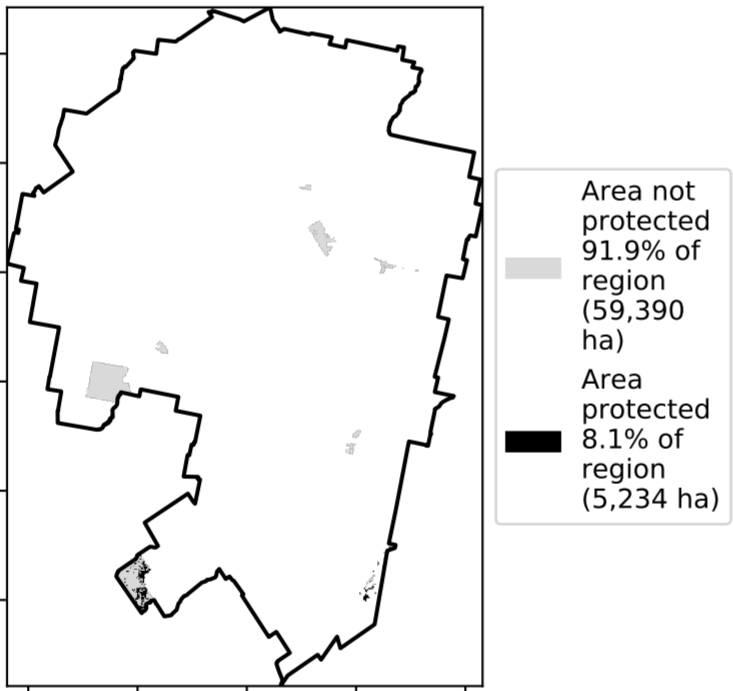 Area not
protected
91.9% of
region
(59,390
ha)
Area
protected
8.1% of
region
(5,234 ha)